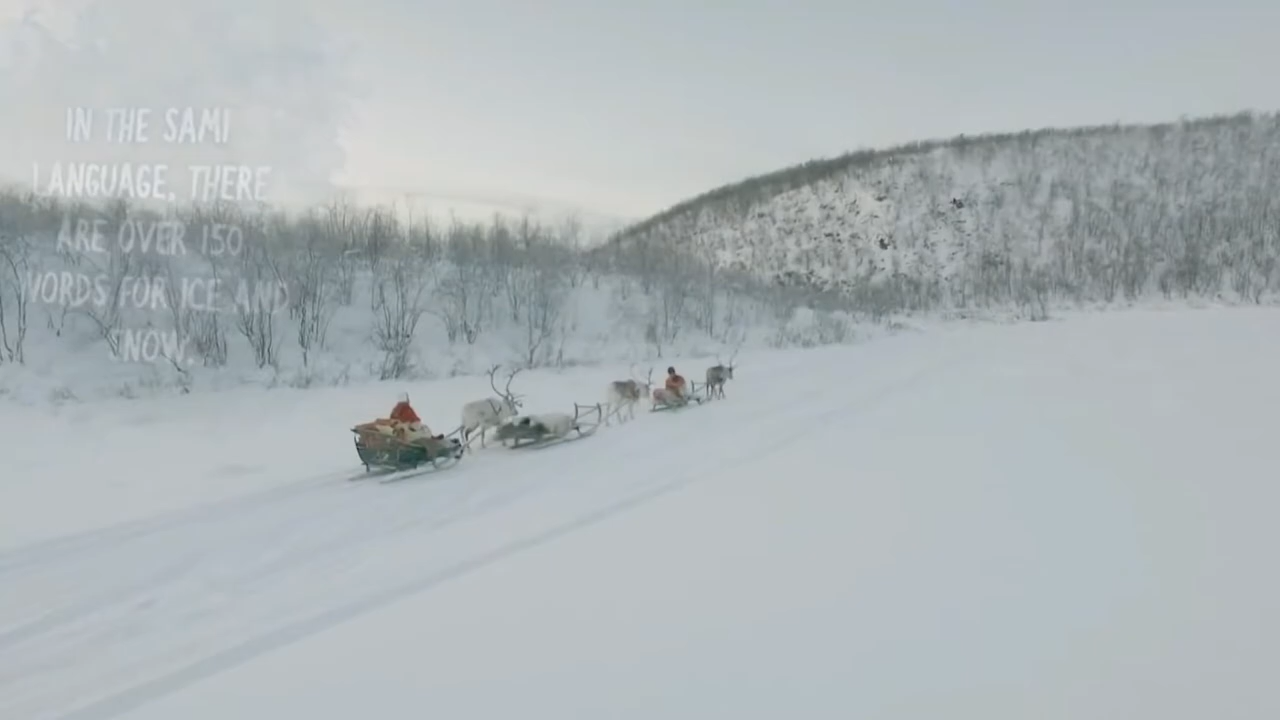 IN THE SAMI
LANGUAGE, THERE
ARE OVER 150
WORDS FOR ICE AND
SNOW.